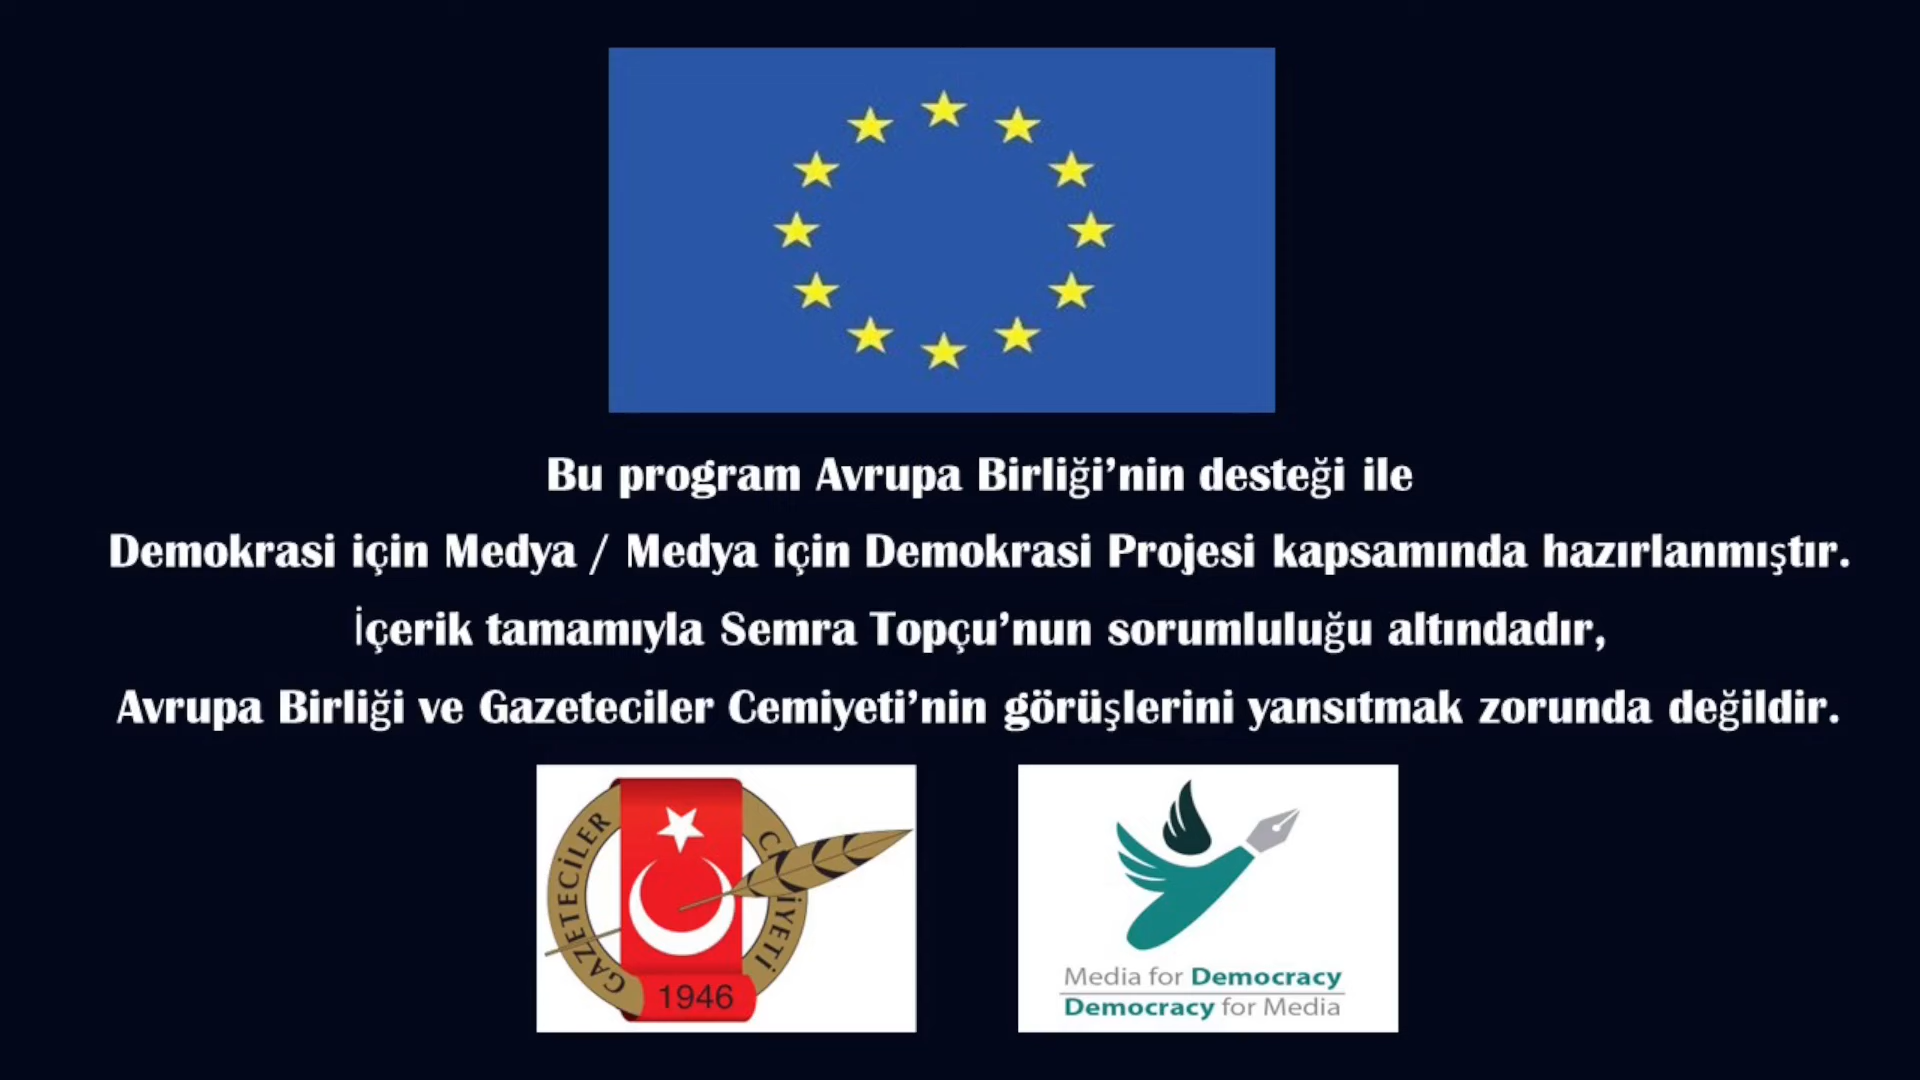 Bu program Avrupa Birliği’nin desteği ile
Demokrasi için Medya / Medya için Demokrasi Projesi kapsamında hazırlanmıştır.
İçerik tamamıyla Semra Topçu’nun sorumluluğu altındadır,
Avrupa Birliği ve Gazeteciler Cemiyeti’nin görüşlerini yansıtmak zorunda değildir.
GAZETECİLER
1946
Media for Democracy
Democracy for Media